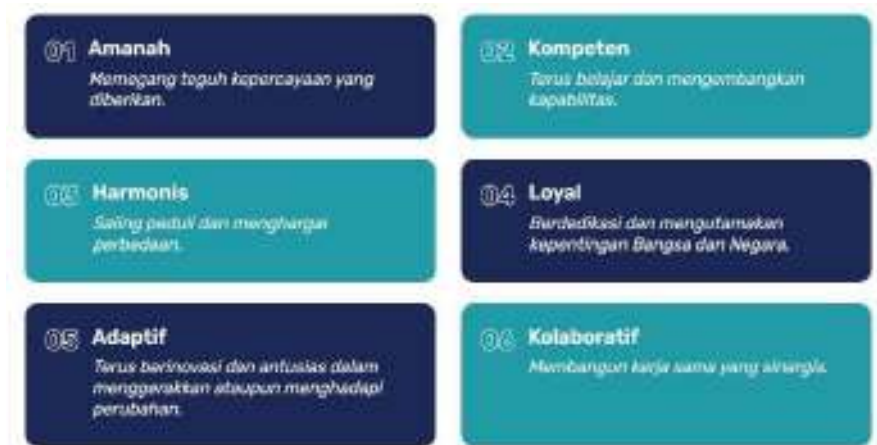 01 Amanah
Memegang teguh kepercayaan yang
diberikan.
02 Kompeten
Terus belajar dan mengembangkan
kapabilitas.
03 Harmonis
Saling peduli dan menghargai
perbedaan.
04 Loyal
Berdedikasi dan mengutamakan
kepentingan Bangsa dan Negara.
05 Adaptif
Terus berinovasi dan antusias dalam
menggerakkan ataupun menghadapi
perubahan.
06 Kolaboratif
Membangun kerja sama yang sinergis.